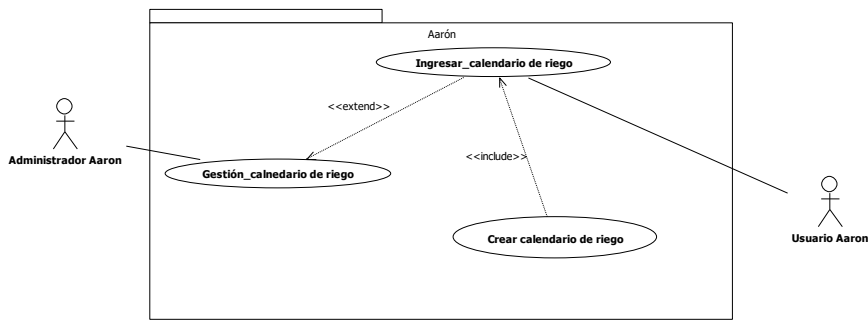 Aarón
Ingresar_calendario de riego
<<extend>>
Administrador Aaron
<<include>>
Gestión_calnedario de riego
Crear calendario de riego
Usuario Aaron